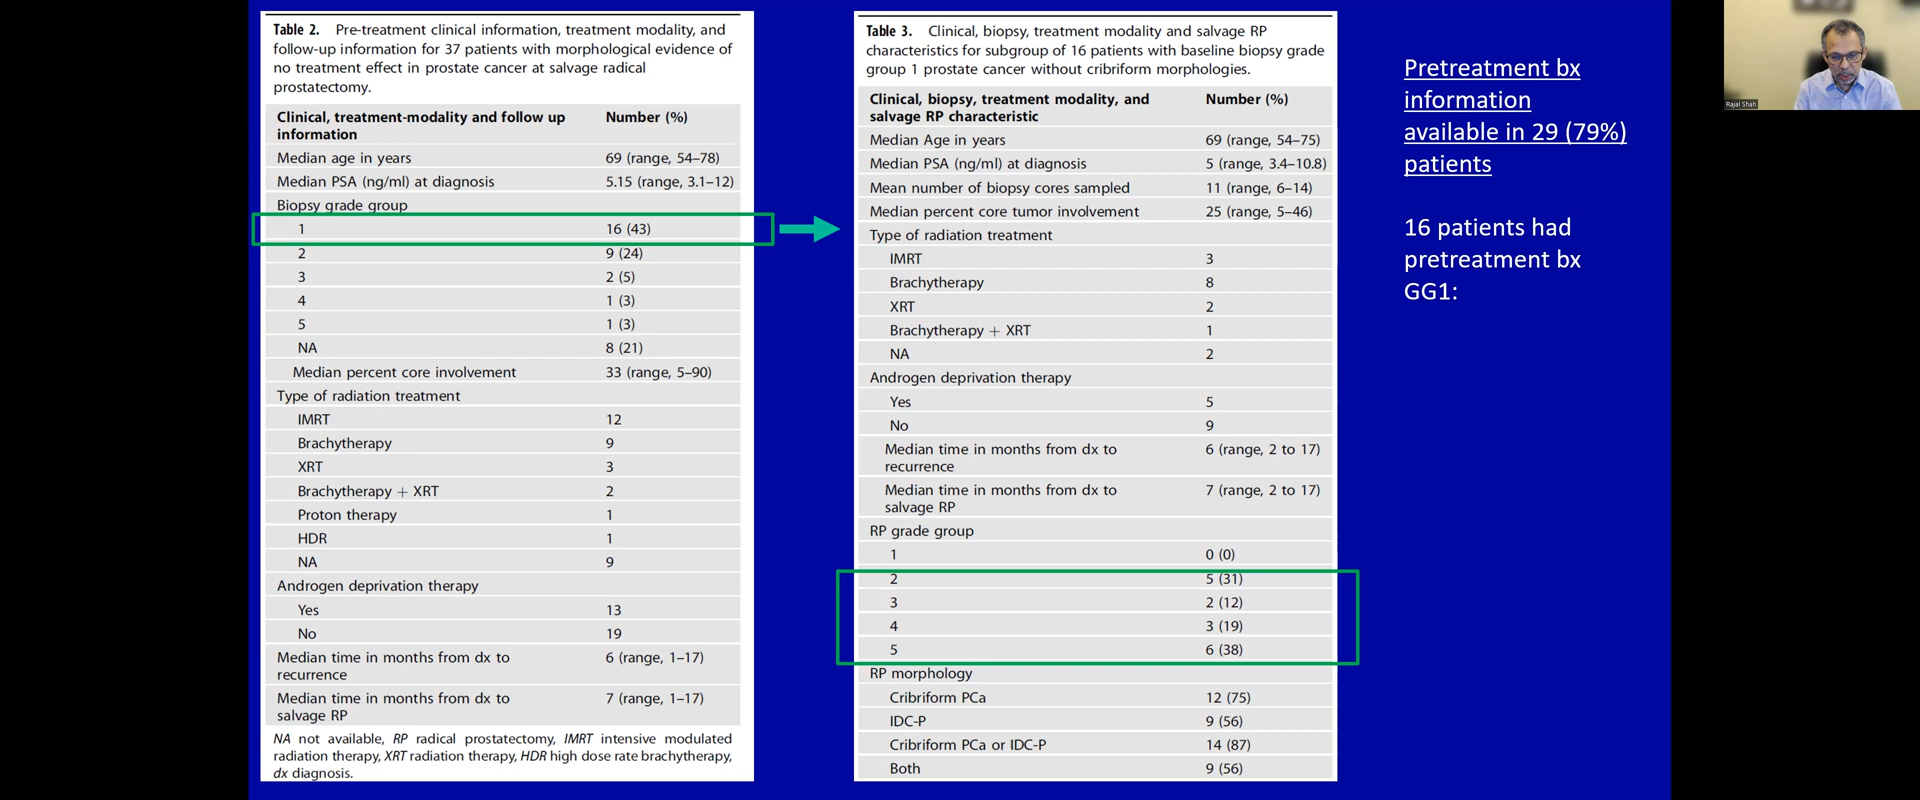 Table 2. Pre-treatment clinical information, treatment modality, and
follow-up information for 37 patients with morphological evidence of
no treatment effect in prostate cancer at salvage radical
prostatectomy.
Clinical, treatment-modality and follow up information Number (%)
Median age in years 69 (range, 54–78)
Median PSA (ng/ml) at diagnosis 5.15 (range, 3.1–12)
Biopsy grade group
1 16 (43)
2 9 (24)
3 2 (5)
4 1 (3)
5 1 (3)
NA 8 (21)
Median percent core involvement 33 (range, 5–90)
Type of radiation treatment
IMRT 12
Brachytherapy 9
XRT 3
Brachytherapy + XRT 2
Proton therapy 1
HDR 1
NA 9
Androgen deprivation therapy
Yes 13
No 19
Median time in months from dx to recurrence 6 (range, 1–17)
Median time in months from dx to salvage RP 7 (range, 1–17)
NA not available, RP radical prostatectomy, IMRT intensive modulated
radiation therapy, XRT radiation therapy, HDR high dose rate brachytherapy,
dx diagnosis.
Table 3. Clinical, biopsy, treatment modality and salvage RP
characteristics for subgroup of 16 patients with baseline biopsy grade
group 1 prostate cancer without cribriform morphologies.
Clinical, biopsy, treatment modality, and salvage RP characteristic Number (%)
Median Age in years 69 (range, 54–75)
Median PSA (ng/ml) at diagnosis 5 (range, 3.4–10.8)
Mean number of biopsy cores sampled 11 (range, 6–14)
Median percent core tumor involvement 25 (range, 5–46)
Type of radiation treatment
IMRT 3
Brachytherapy 8
XRT 2
Brachytherapy + XRT 1
NA 2
Androgen deprivation therapy
Yes 5
No 9
Median time in months from dx to recurrence 6 (range, 2 to 17)
Median time in months from dx to salvage RP 7 (range, 2 to 17)
RP grade group
1 0 (0)
2 5 (31)
3 2 (12)
4 3 (19)
5 6 (38)
RP morphology
Cribriform PCa 12 (75)
IDC-P 9 (56)
Cribriform PCa or IDC-P 14 (87)
Both 9 (56)
Pretreatment bx
information
available in 29 (79%)
patients
16 patients had
pretreatment bx
GG1:
Rajal Shah